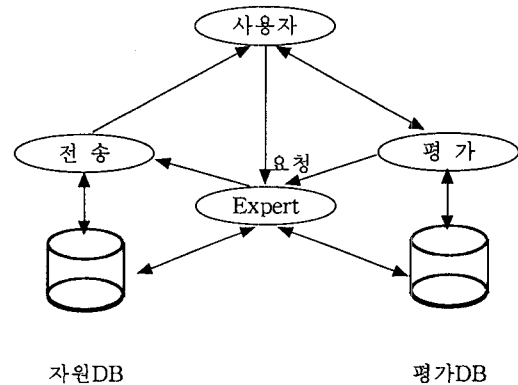 사용자
전 송
요청
평 가
Expert
자원DB
평가DB